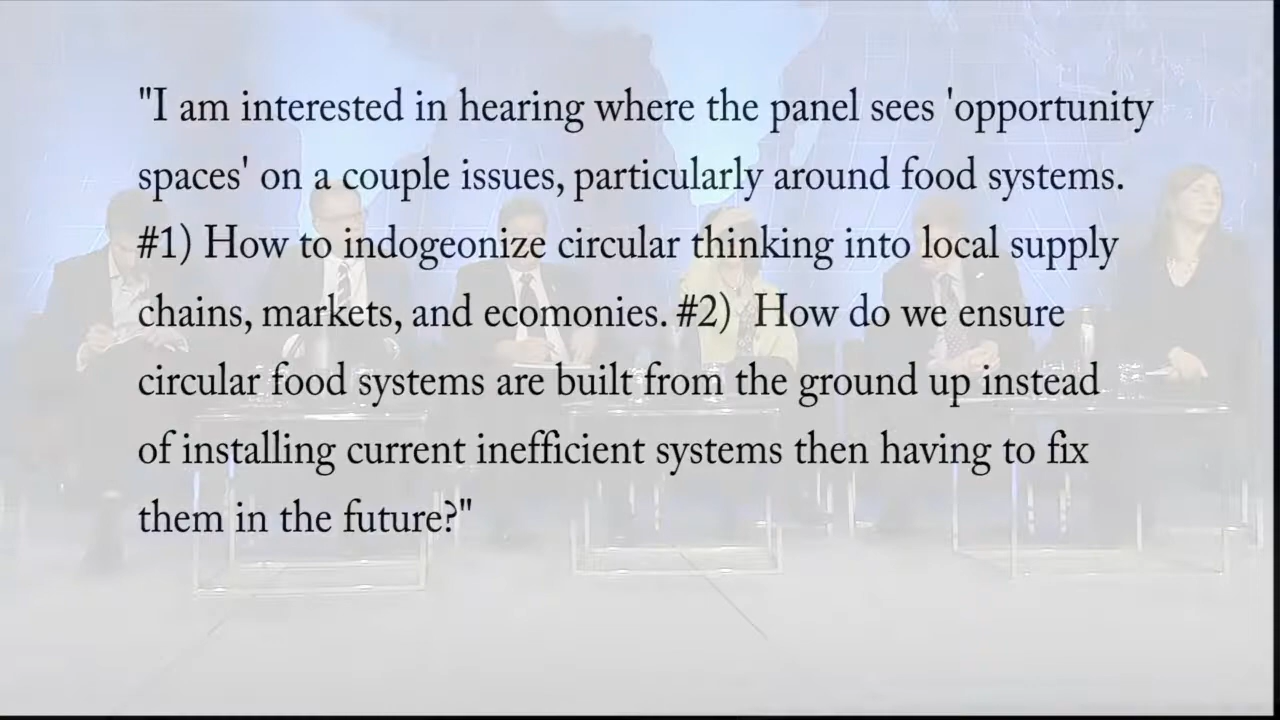 "I am interested in hearing where the panel sees 'opportunity
spaces' on a couple issues, particularly around food systems.
#1) How to indogeonize circular thinking into local supply
chains, markets, and ecomonies. #2)  How do we ensure
circular food systems are built from the ground up instead
of installing current inefficient systems then having to fix
them in the future?"